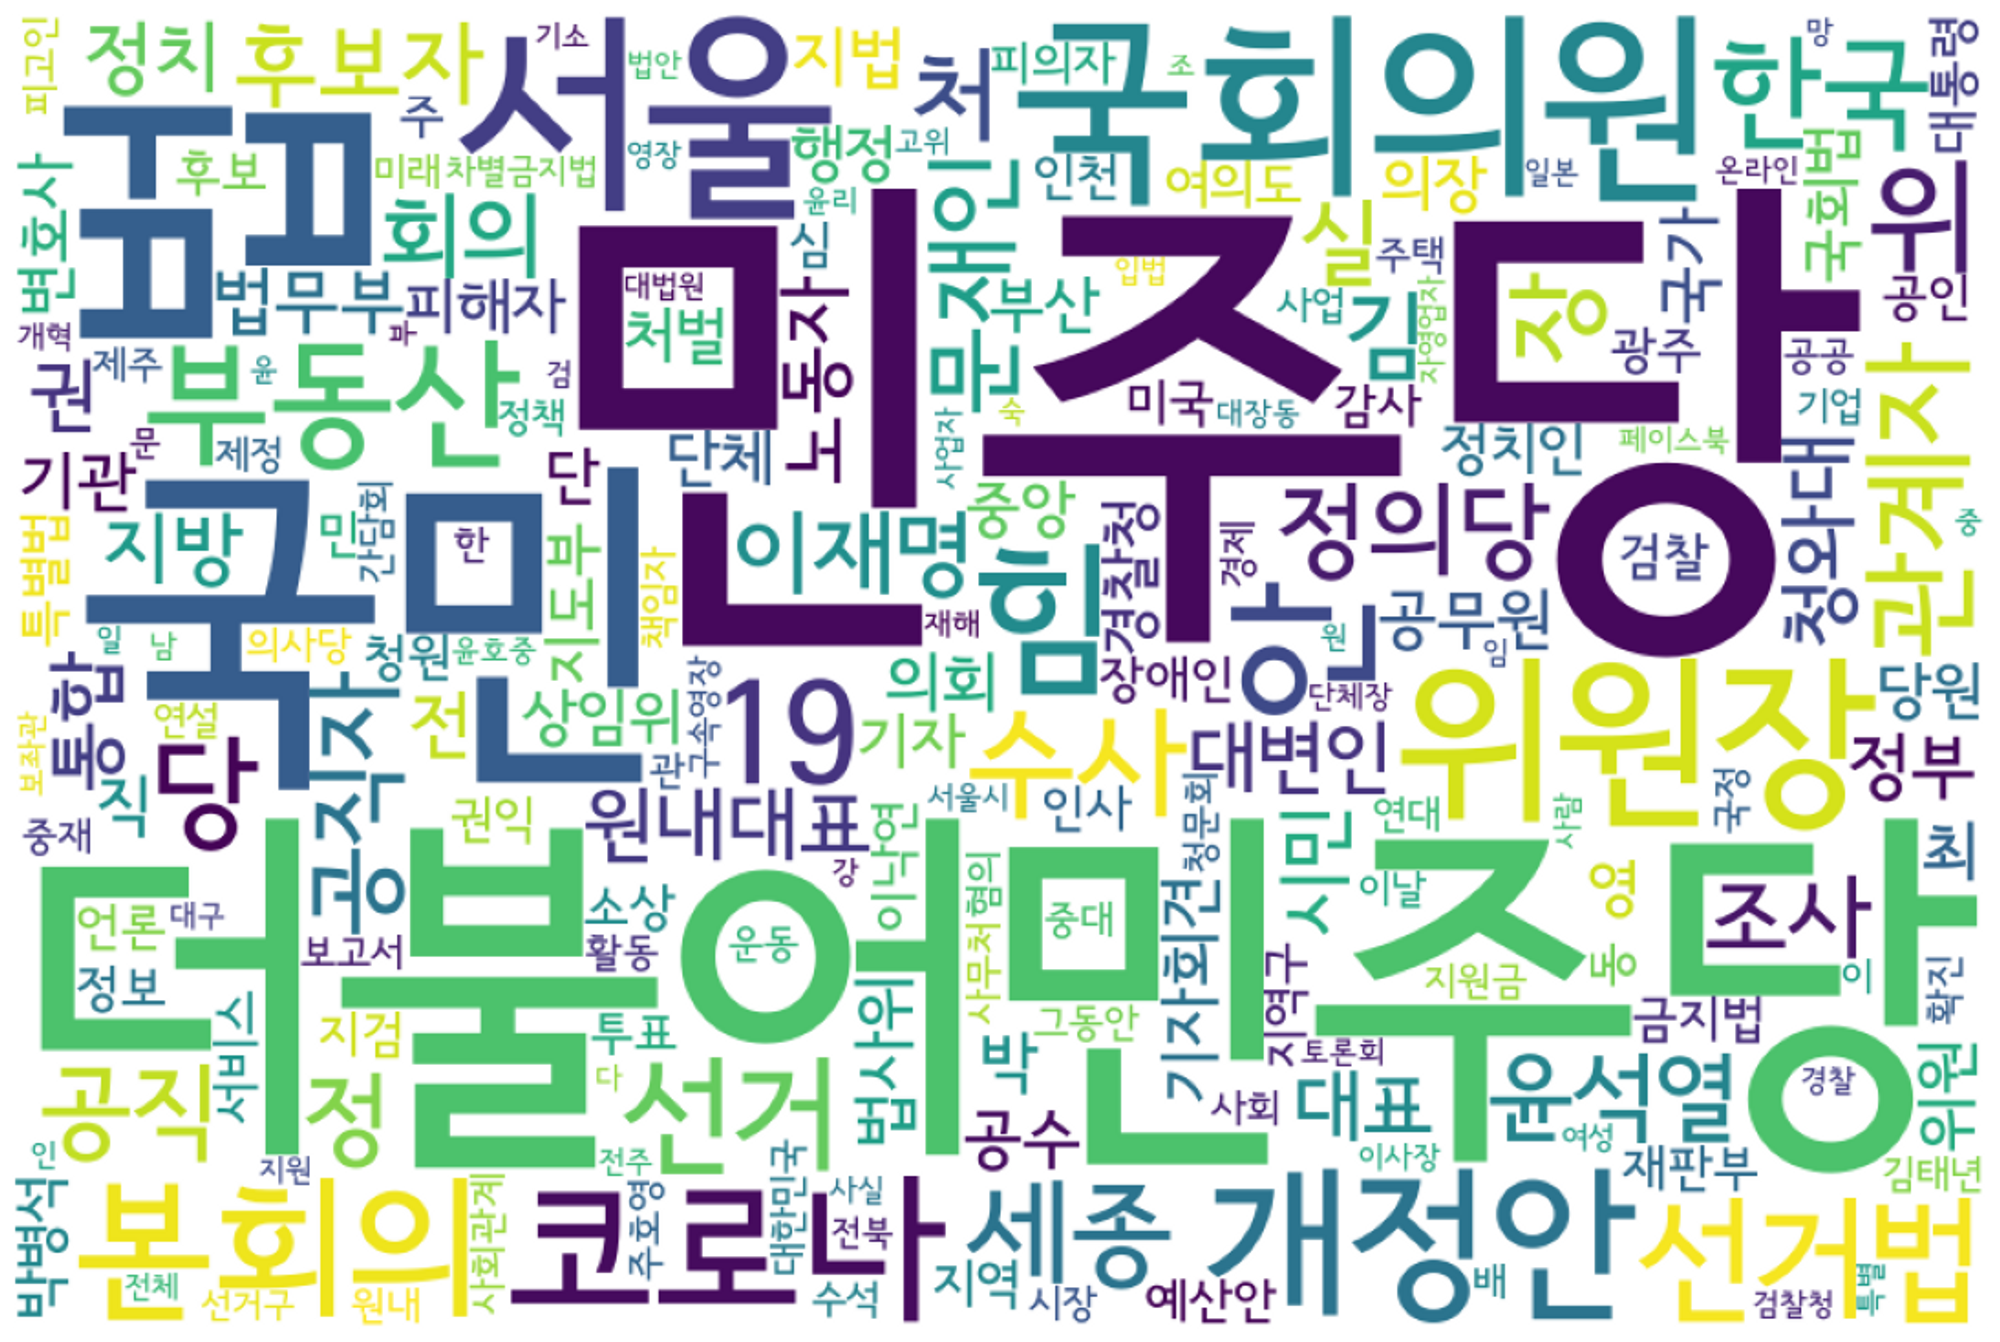 피고인
정치
후보자
서울
기소
법안
지법
처
피의자
조
국회의원
한국
망
대통령
법
주
영장
행정
고위
변호사
후보
미래
차별금지법
회의
윤리
문재인
인천
여의도
의장
일본
온라인
국회법
위
법무부
피해자
민주당
대법원
처벌
심
노동자
부산
입법
실
사업
주택
김
자영업자
장
국가
광주
공인
개혁
제주
권
부동산
윤
파
검
정책
사업자
숙
미국
대장동
감사
공공
기업
관계자
기관
문
제정
단
단체
정치인
페이스북
청와대
특별법
지방
민
간담회
국민
한
지도부
책임자
이재명
중앙
경찰청
경제
정의당
검찰
중
재해
범
안
공무원
원
임
일
남
의사당
청원
윤호중
통합
공직자
전
상임위
구속영장
19
의회
장애인
단체장
위원장
당원
보좌관
연설
당
직
관
기자
수사
대변인
정부
중재
권익
원내대표
이낙연
서울시
인사
청문회
시민
연대
사람
국정
최
더불어민주당
언론
대구
정보
보고서
소상
활동
강
운동
사무처
혐의
중대
기자회견
이날
염
조사
지역구
지원금
동
이
확진
서비스
지검
투표
법사위
그동안
박
토론회
금지법
공직
정
다
선거
공수
사회
대표
윤석열
경찰
위원
인
지원
전주
이사장
여성
재판부
김태년
박병석
본회의
전체
선거구
원내
사회관계
코로나
주호영
대한민국
사실
전북
수석
세종
지역
시장
예산안
개정안
배
선거법
검찰청
특별